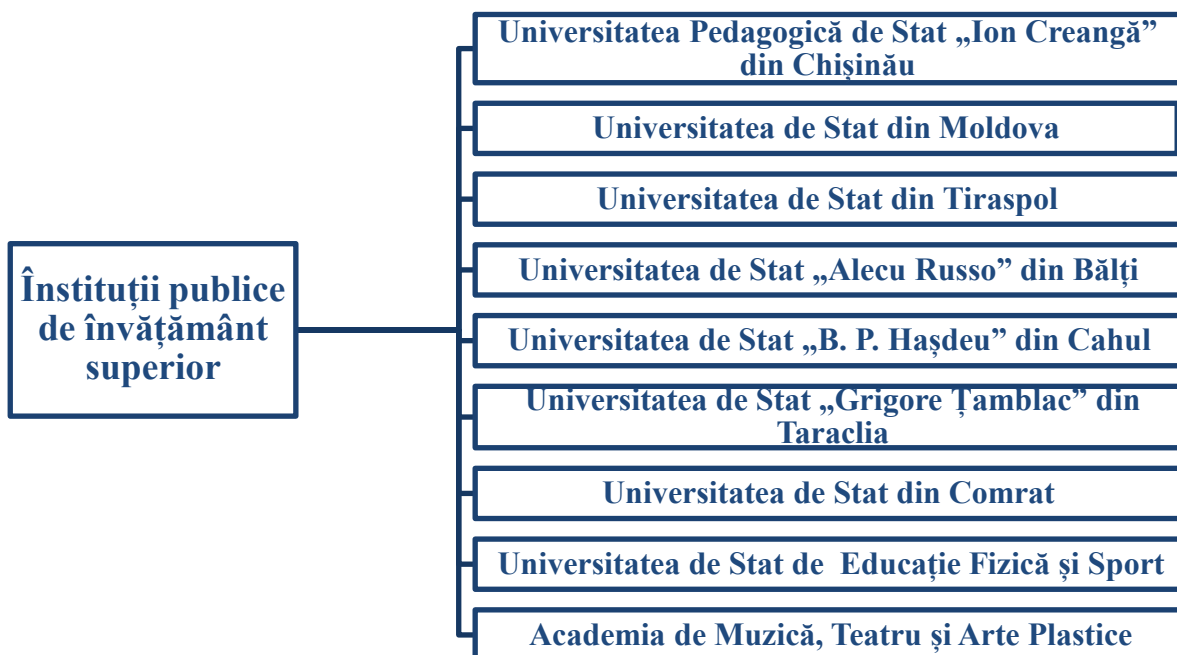 Universitatea Pedagogică de Stat „Ion Creangă”
din Chișinău
Universitatea de Stat din Moldova
Universitatea de Stat din Tiraspol
Înstituții publice
de învățământ
superior
Universitatea de Stat „Alecu Russo” din Bălți
Universitatea de Stat „B. P. Hașdeu” din Cahul
Universitatea de Stat „Grigore Țamblac” din
Taraclia
Universitatea de Stat din Comrat
Universitatea de Stat de  Educație Fizică și Sport
Academia de Muzică, Teatru și Arte Plastice